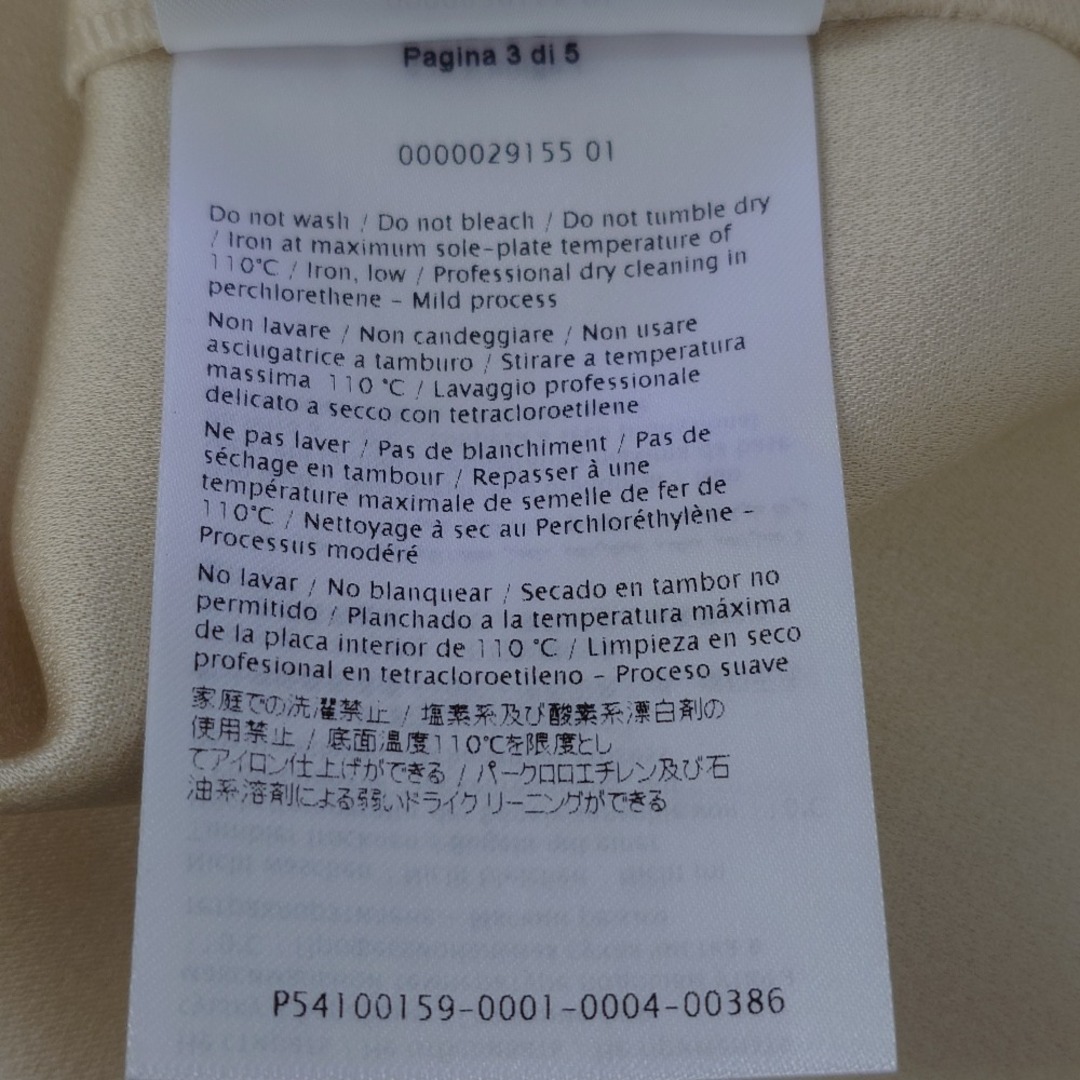 Pagina 3 di 5
0000029155 01
Do not wash / Do not bleach / Do not tumble dry
/ Iron at maximum sole-plate temperature of
110°C / Iron, low / Professional dry cleaning in
perchlorethene - Mild process
Non lavare / Non candeggiare / Non usare
asciugatrice a tamburo / Stirare a temperatura
massima 110 °C / Lavaggio professionale
delicato a secco con tetracloroetilene
Ne pas laver / Pas de blanchiment / Pas de
séchage en tambour / Repasser à une
température maximale de semelle de fer de
110°C / Nettoyage à sec au Perchloréthylène -
Processus modéré
No lavar / No blanquear / Secado en tambor no
permitido / Planchado a la temperatura máxima
de la placa interior de 110 °C / Limpieza en seco
profesional en tetracloroetileno - Proceso suave
家庭での洗濯禁止 / 塩素系及び酸素系漂白剤の
使用禁止 / 底面温度110℃を限度とし
てアイロン仕上げができる / パークロロエチレン及び石
油系溶剤による弱いドライクリーニングができる
P54100159-0001-0004-00386